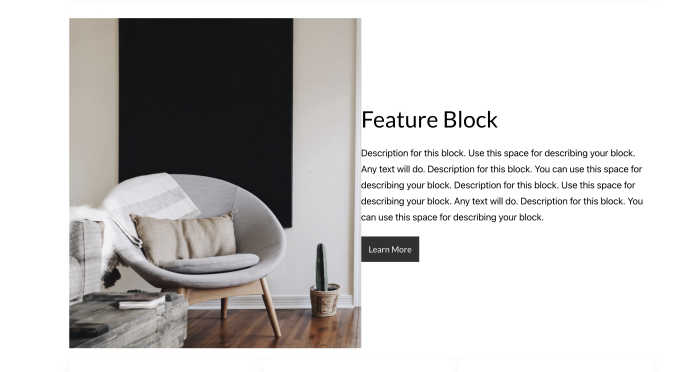 Feature Block
Description for this block. Use this space for describing your block.
Any text will do. Description for this block. You can use this space for
describing your block. Description for this block. Use this space for
describing your block. Any text will do. Description for this block. You
can use this space for describing your block.
Learn More